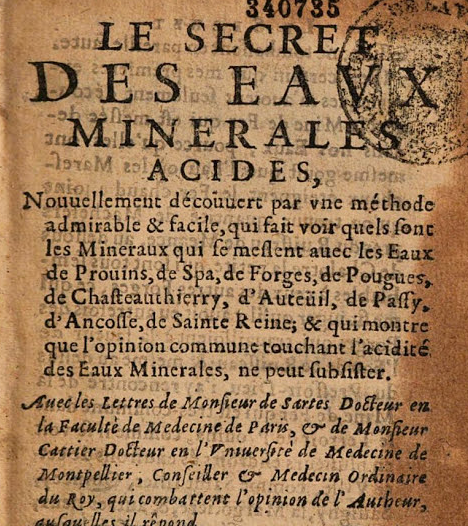 340735
LE SECRET
DES EAVX
MINERALES
ACIDES,
Nouuellement découuert par vne méthode
admirable & facile, qui fait voir quels ſont
les Mineraux qui ſe meſlent auec les Eaux
de Prouins, de Spa, de Forges, de Pougues,
de Chaſteauthierry, d'Auteüil, de Paſſy,
d'Ancoſſe, de Sainte Reine; & qui montre
que l'opinion commune touchant l'acidité
des Eaux Minerales, ne peut ſubſiſter.
Auec les Lettres de Monſieur de Sartes Docteur en
la Faculté de Medecine de Paris, & de Monſieur
Cattier Docteur en l'Vniuerſité de Medecine de
Montpellier, Conſeiller & Medecin Ordinaire
du Roy, qui combattent l'opinion de l'Autheur,
auſquelles il répond